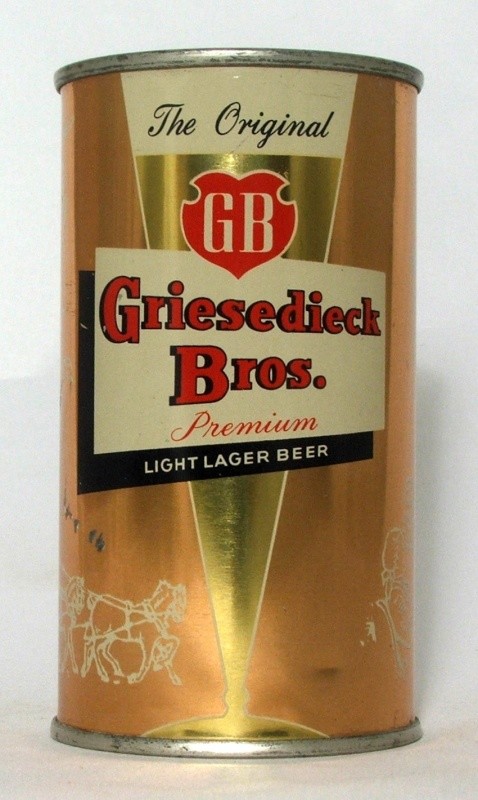 The Original
GB
Griesedieck
Bros.
Premium
LIGHT LAGER BEER